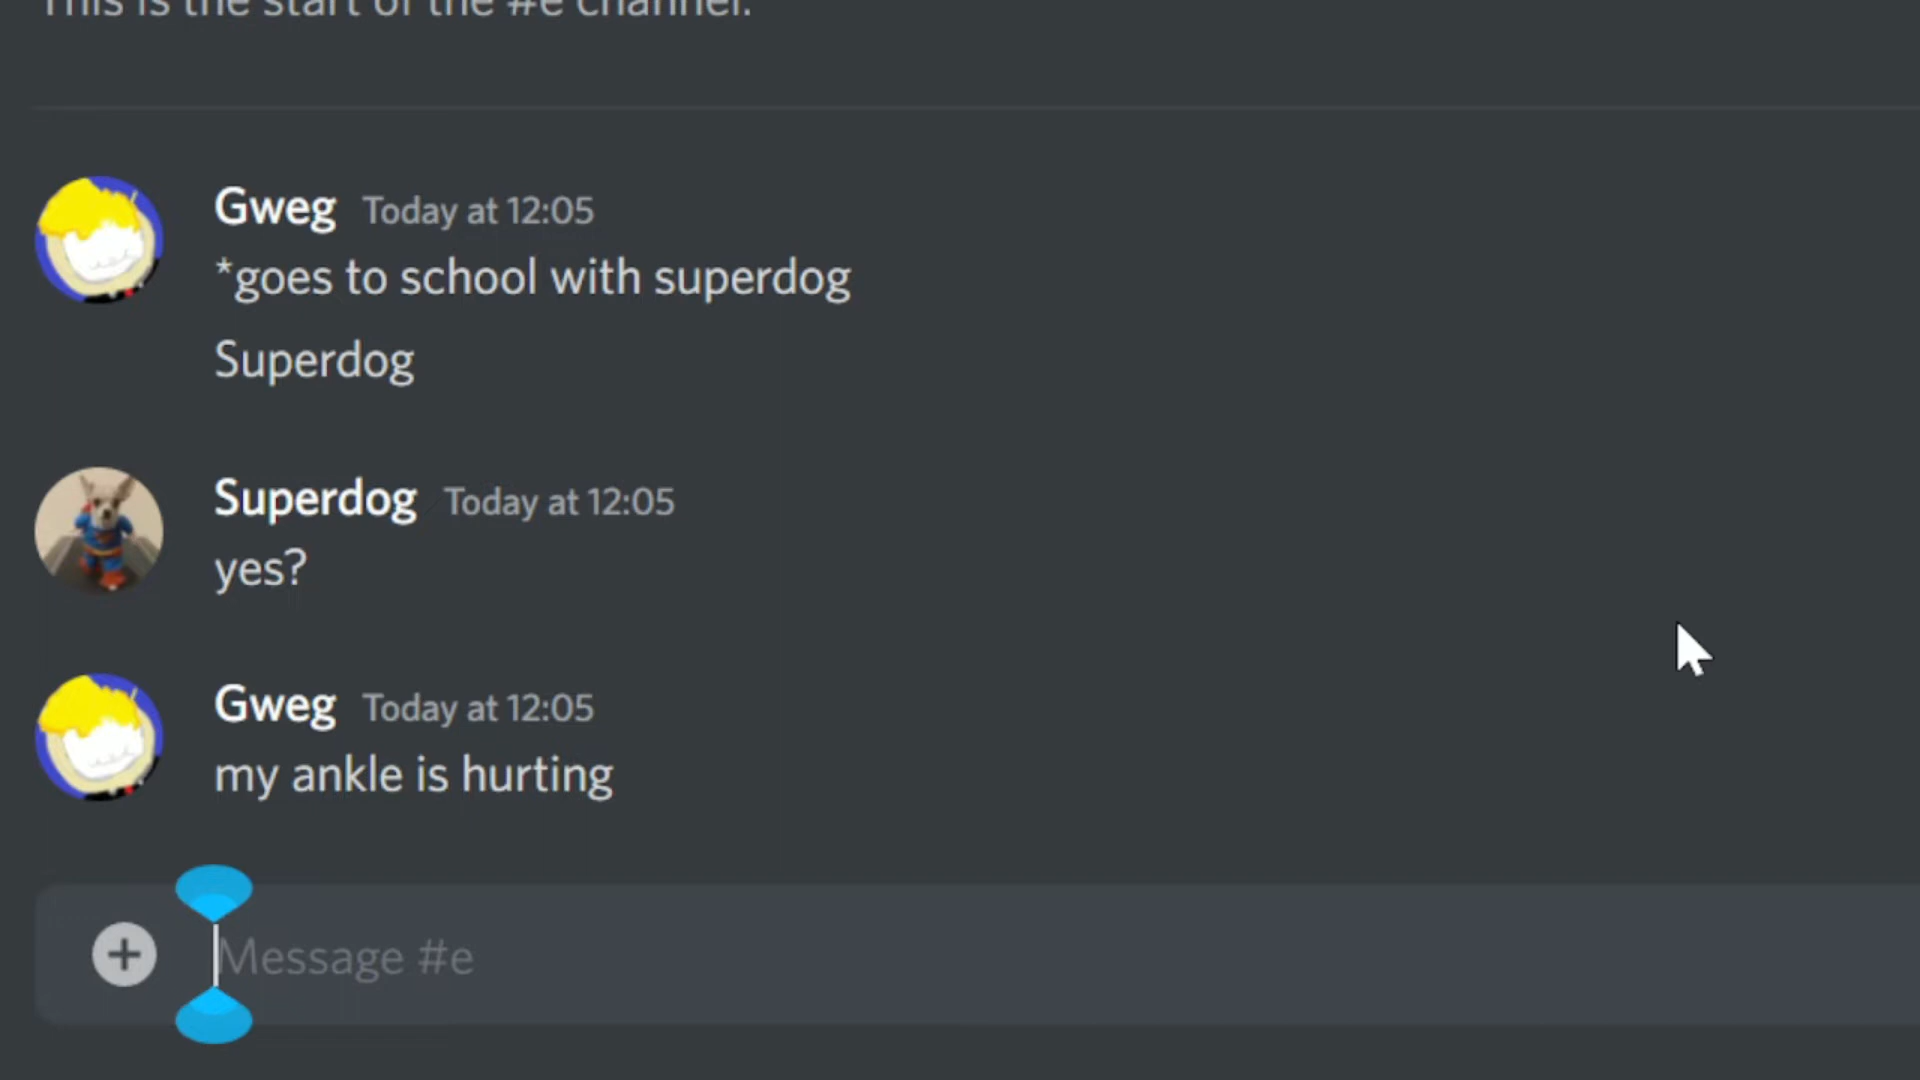 This is the start of the #e channel.
Gweg Today at 12:05
*goes to school with superdog
Superdog
Superdog Today at 12:05
yes?
Gweg Today at 12:05
my ankle is hurting
Message #e